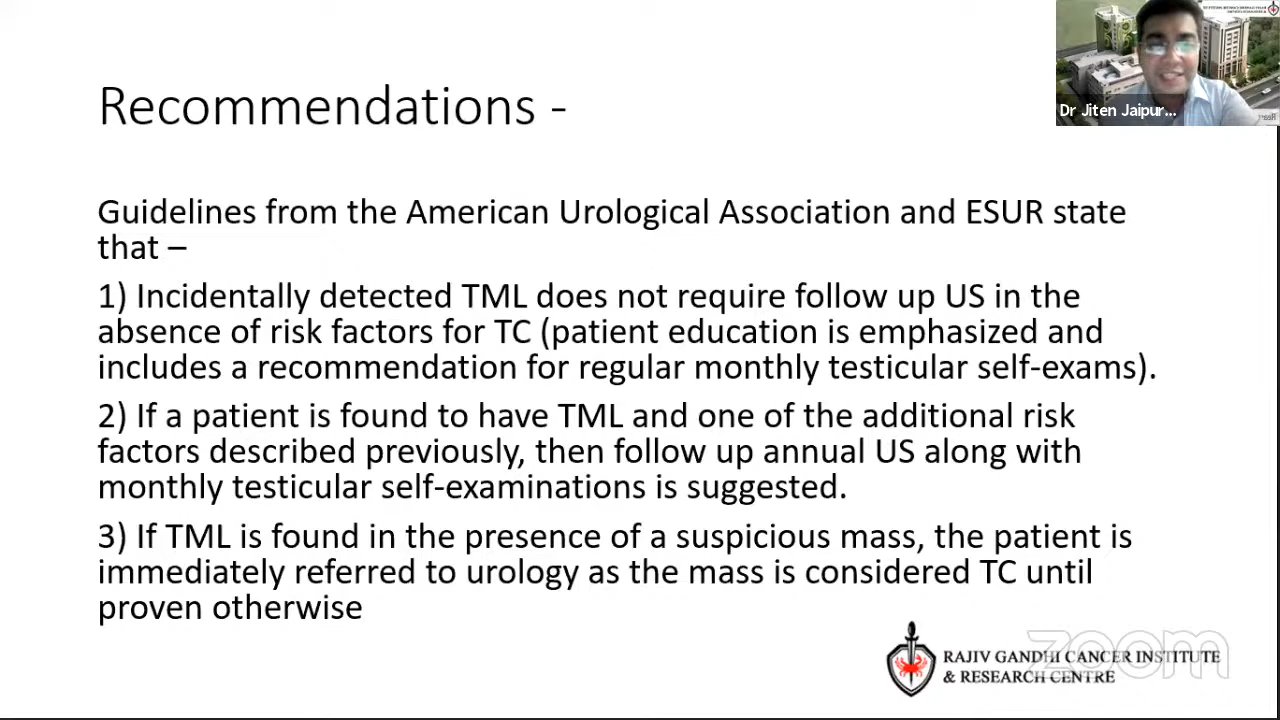 Recommendations -
Dr Jiten Jaipur...
Guidelines from the American Urological Association and ESUR state
that –
1) Incidentally detected TML does not require follow up US in the
absence of risk factors for TC (patient education is emphasized and
includes a recommendation for regular monthly testicular self-exams).
2) If a patient is found to have TML and one of the additional risk
factors described previously, then follow up annual US along with
monthly testicular self-examinations is suggested.
3) If TML is found in the presence of a suspicious mass, the patient is
immediately referred to urology as the mass is considered TC until
proven otherwise
zoom
RAJIV GANDHI CANCER INSTITUTE
& RESEARCH CENTRE